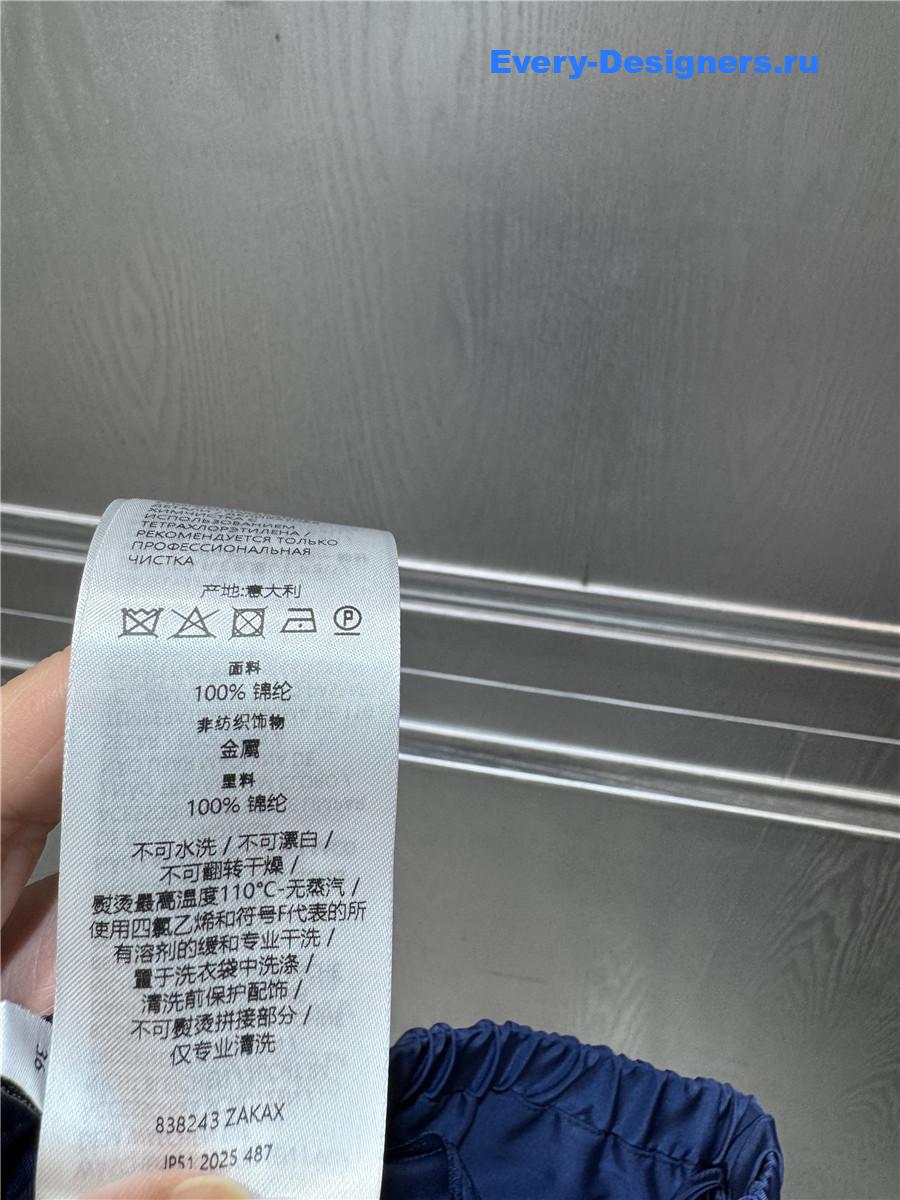 Every-Designers.ru
ИСПОЛЬЗОВАНИЕМ
ТЕТРАХЛОРЭТИЛЕНА /
РЕКОМЕНДУЕТСЯ ТОЛЬКО
ПРОФЕССИОНАЛЬНАЯ
ЧИСТКА
产地:意大利
P
面料
100% 锦纶
非纺织饰物
金属
塑料
100% 锦纶
不可水洗 / 不可漂白 /
不可翻转干燥 /
熨烫最高温度110°C-无蒸汽 /
使用四氯乙烯和符号F代表的所
有溶剂的缓和专业干洗 /
置于洗衣袋中洗涤 /
清洗前保护配饰 /
不可熨烫拼接部分 /
仅专业清洗
36
838243 ZAKAX
JP51 2025 487